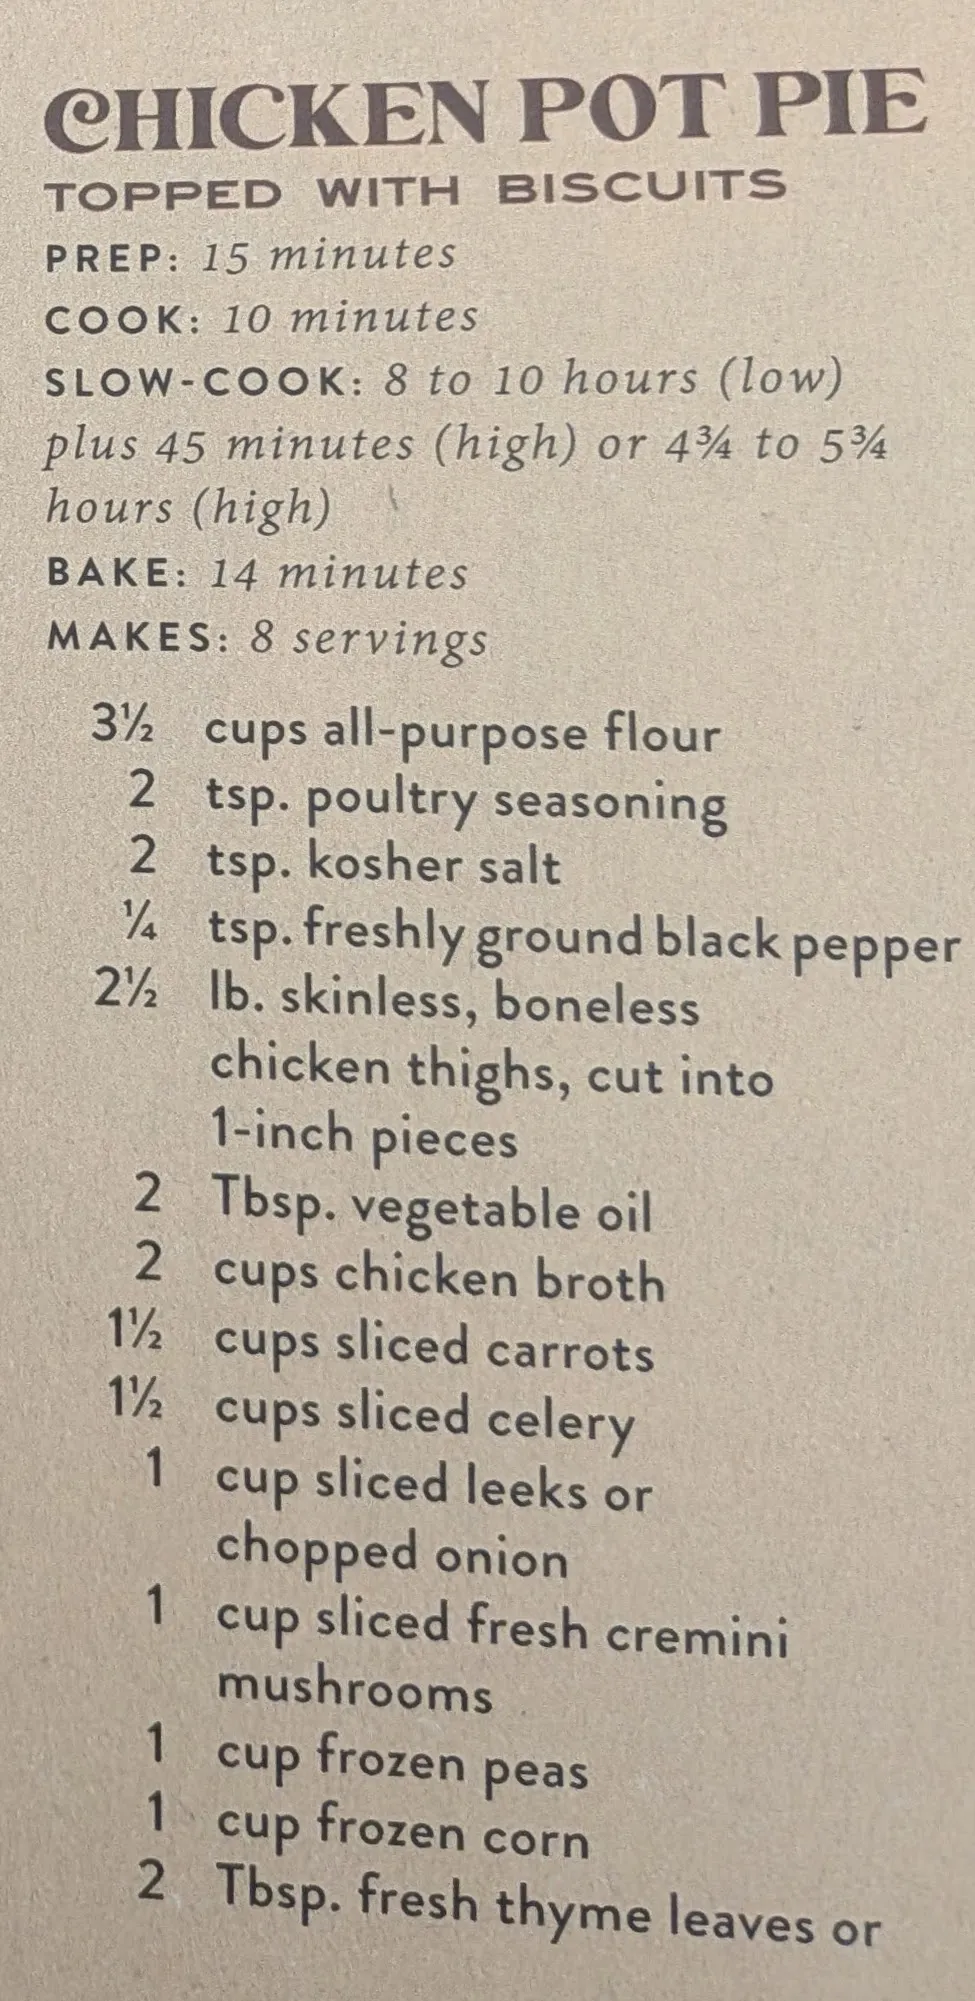 CHICKEN POT PIE
TOPPED WITH BISCUITS
PREP: 15 minutes
COOK: 10 minutes
SLOW-COOK: 8 to 10 hours (low)
plus 45 minutes (high) or 4¾ to 5¾
hours (high)
BAKE: 14 minutes
MAKES: 8 servings
3½ cups all-purpose flour
2 tsp. poultry seasoning
2 tsp. kosher salt
¼ tsp. freshly ground black pepper
2½ lb. skinless, boneless
chicken thighs, cut into
1-inch pieces
2 Tbsp. vegetable oil
2 cups chicken broth
1½ cups sliced carrots
1½ cups sliced celery
1 cup sliced leeks or
chopped onion
1 cup sliced fresh cremini
mushrooms
1 cup frozen peas
1 cup frozen corn
2 Tbsp. fresh thyme leaves or